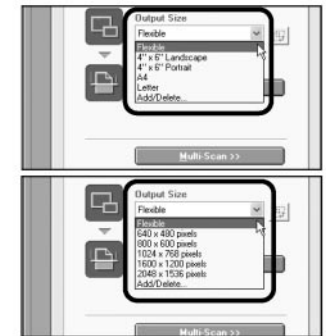 Output Size
Flexible
Flexible
4" x 6" Landscape
4" x 6" Portrait
A4
Letter
Add/Delete...
Multi-Scan >>
Output Size
Flexible
Flexible
640 x 480 pixels
800 x 600 pixels
1024 x 768 pixels
1600 x 1200 pixels
2048 x 1536 pixels
Add/Delete...
Multi-Scan >>